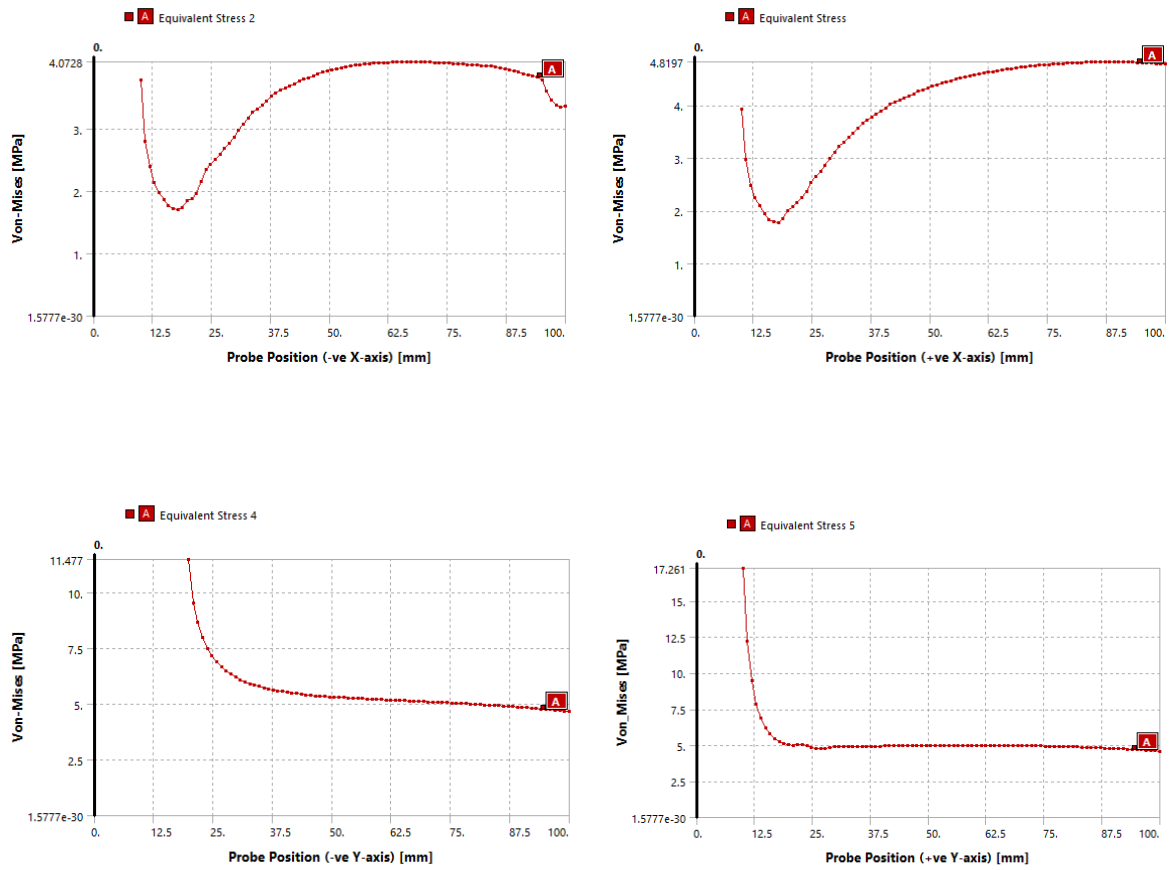 A Equivalent Stress 2
0.
4.0728
3.
2.
1.
1.5777e-30
Von-Mises [MPa]
A
0. 12.5 25. 37.5 50. 62.5 75. 87.5 100.
Probe Position (-ve X-axis) [mm]
A Equivalent Stress
0.
4.8197
4.
3.
2.
1.
1.5777e-30
Von-Mises [MPa]
A
0. 12.5 25. 37.5 50. 62.5 75. 87.5 100.
Probe Position (+ve X-axis) [mm]
A Equivalent Stress 4
0.
11.477
10.
7.5
5.
2.5
1.5777e-30
Von-Mises [MPa]
A
0. 12.5 25. 37.5 50. 62.5 75. 87.5 100.
Probe Position (-ve Y-axis) [mm]
A Equivalent Stress 5
0.
17.261
15.
12.5
10.
7.5
5.
2.5
1.5777e-30
Von_Mises [MPa]
A
0. 12.5 25. 37.5 50. 62.5 75. 87.5 100.
Probe Position (+ve Y-axis) [mm]